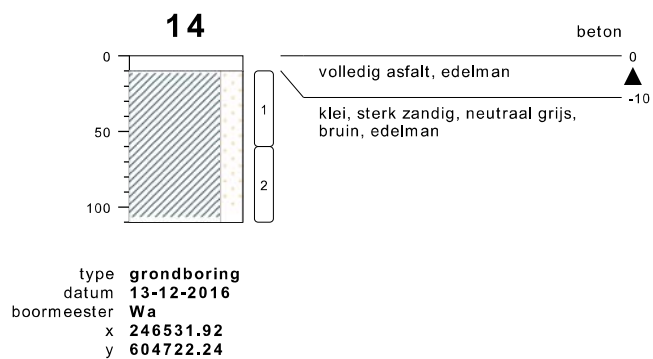 14
beton
0
0
volledig asfalt, edelman
-10
klei, sterk zandig, neutraal grijs,
bruin, edelman
1
50
2
100
type grondboring
datum 13-12-2016
boormeester Wa
x 246531.92
y 604722.24